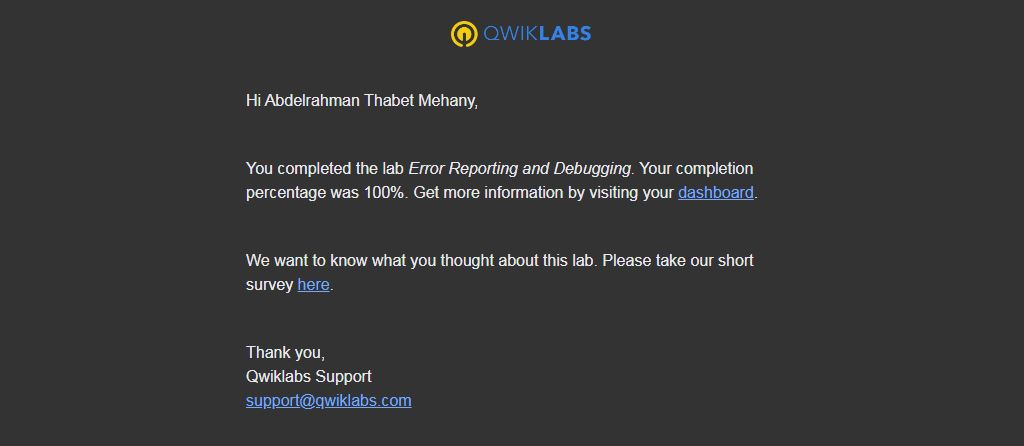 QWIKLABS
Hi Abdelrahman Thabet Mehany,
You completed the lab Error Reporting and Debugging. Your completion
percentage was 100%. Get more information by visiting your dashboard.
We want to know what you thought about this lab. Please take our short
survey here.
Thank you,
Qwiklabs Support
support@qwiklabs.com